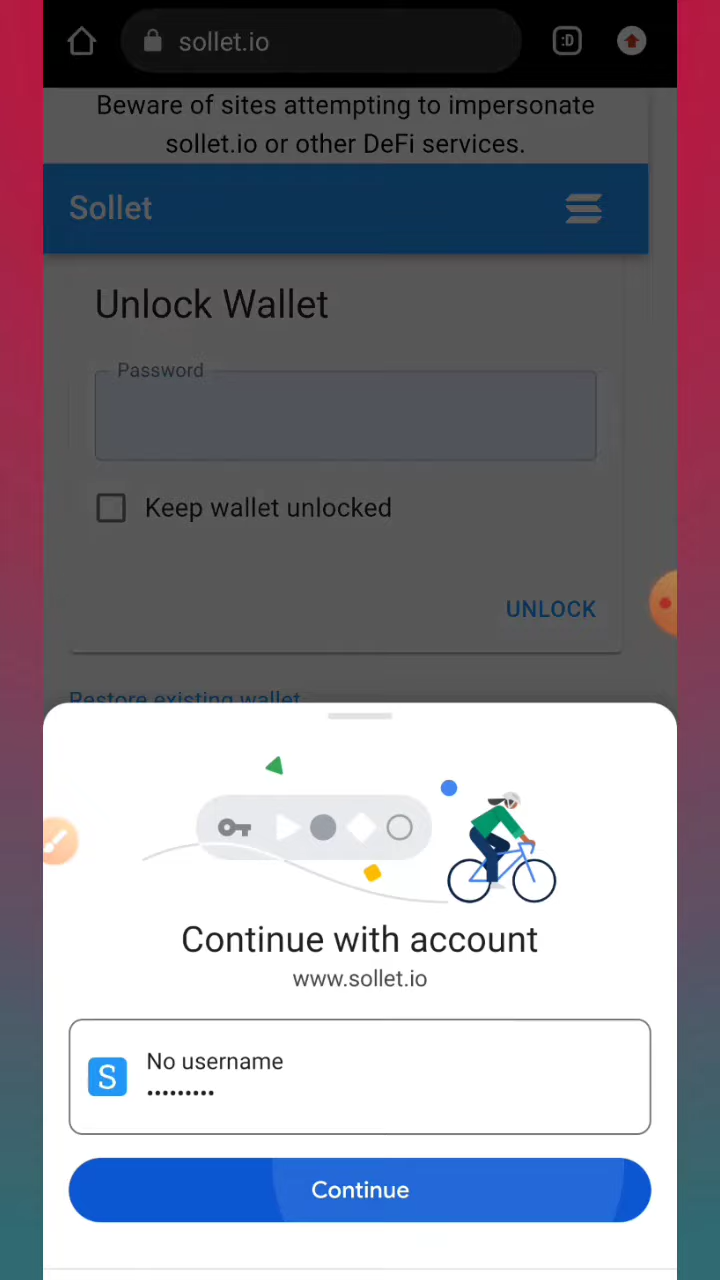 sollet.io
:D
Beware of sites attempting to impersonate
sollet.io or other DeFi services.
Sollet
Unlock Wallet
Password
Keep wallet unlocked
UNLOCK
Restore existing wallet
Continue with account
www.sollet.io
S
No username
•••••••••
Continue